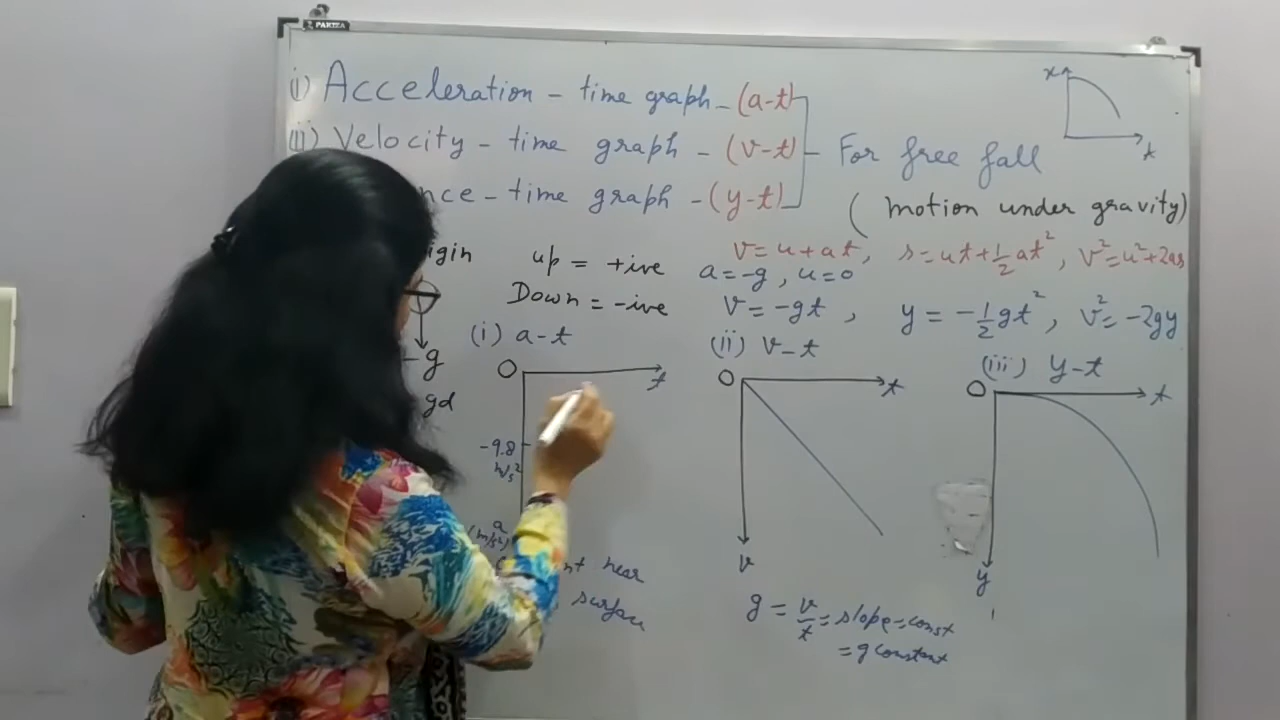 PARTEX
(i) Acceleration - time graph - (a-t)
(ii) Velocity - time graph - (v-t) - For free fall
nce - time graph - (y-t)
( motion under gravity)
x
t
igin
up = +ive
Down = -ive
v = u + at, s = ut + 1/2 at², v² = u² + 2as
a = -g, u = 0
v = -gt, y = -1/2 gt², v² = -2gy
-g
(i) a-t
O
t
-9.8
m/s²
a
(m/s²)
nt near
surface
(ii) v-t
O
t
v
g = v/t = slope = const
= g constant
(iii) y-t
O
t
y